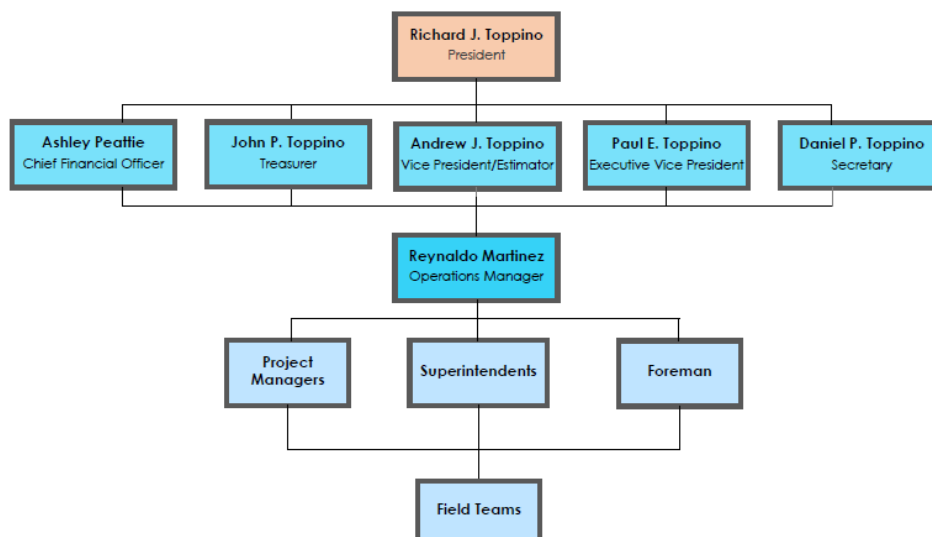 Richard J. Toppino
President
Ashley Peattie
Chief Financial Officer
John P. Toppino
Treasurer
Andrew J. Toppino
Vice President/Estimator
Paul E. Toppino
Executive Vice President
Daniel P. Toppino
Secretary
Reynaldo Martinez
Operations Manager
Project
Managers
Superintendents
Foreman
Field Teams